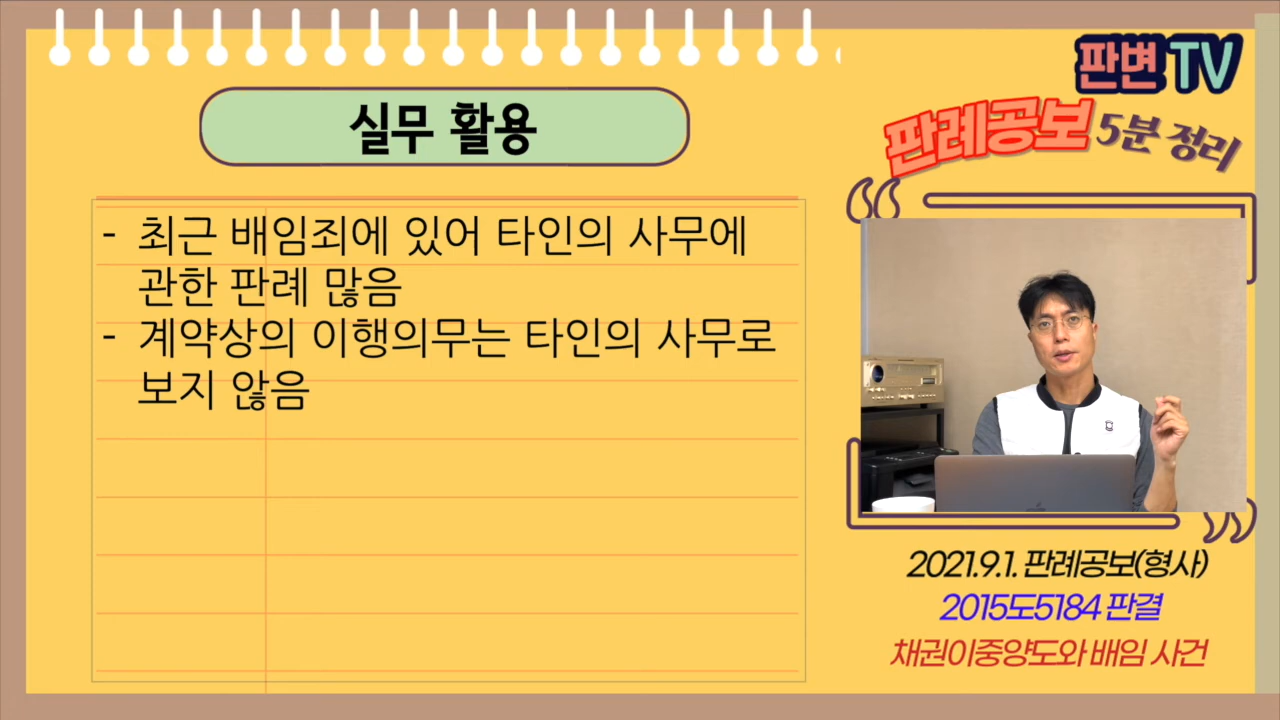 실무 활용
- 최근 배임죄에 있어 타인의 사무에
관한 판례 많음
- 계약상의 이행의무는 타인의 사무로
보지 않음
판변 TV
판례공보 5분 정리
2021.9.1. 판례공보(형사)
2015도5184 판결
채권이중양도와 배임 사건